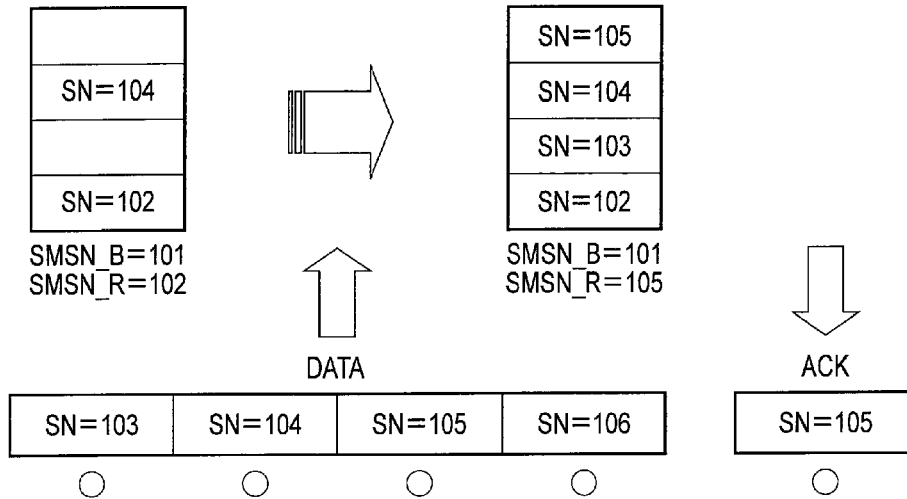 SN=104
SN=102
SMSN_B=101
SMSN_R=102
SN=105
SN=104
SN=103
SN=102
SMSN_B=101
SMSN_R=105
DATA
SN=103
SN=104
SN=105
SN=106
ACK
SN=105